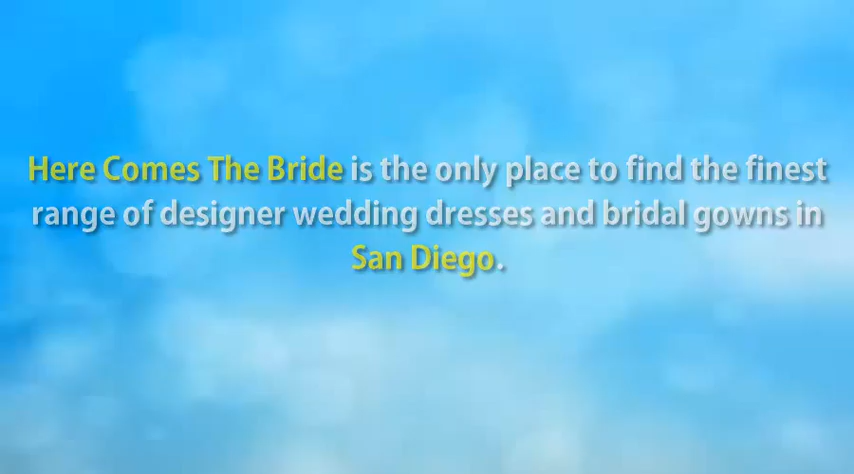 Here Comes The Bride is the only place to find the finest
range of designer wedding dresses and bridal gowns in
San Diego.